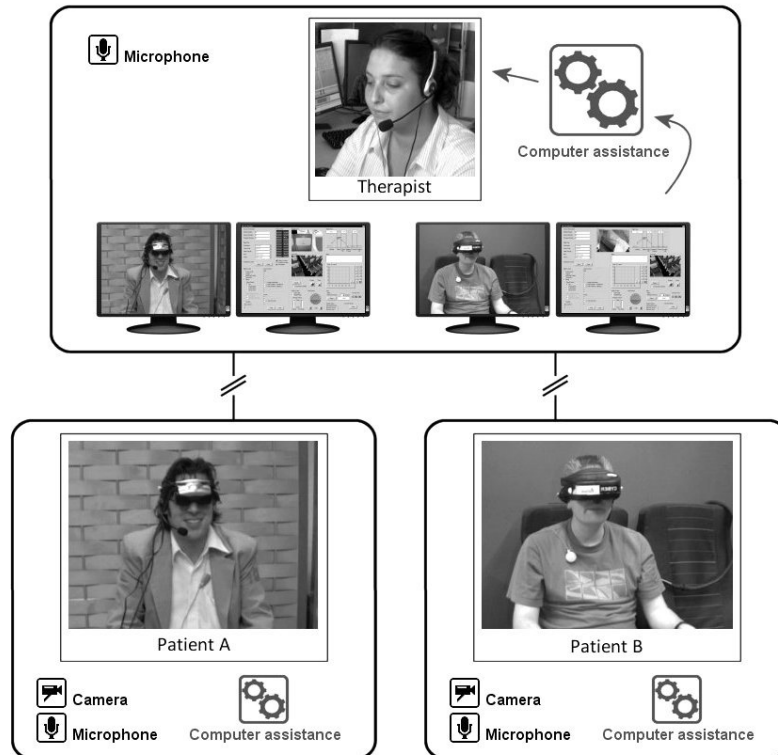 Microphone
Computer assistance
Therapist
Patient A
Patient B
Camera
Microphone
Computer assistance
Camera
Microphone
Computer assistance